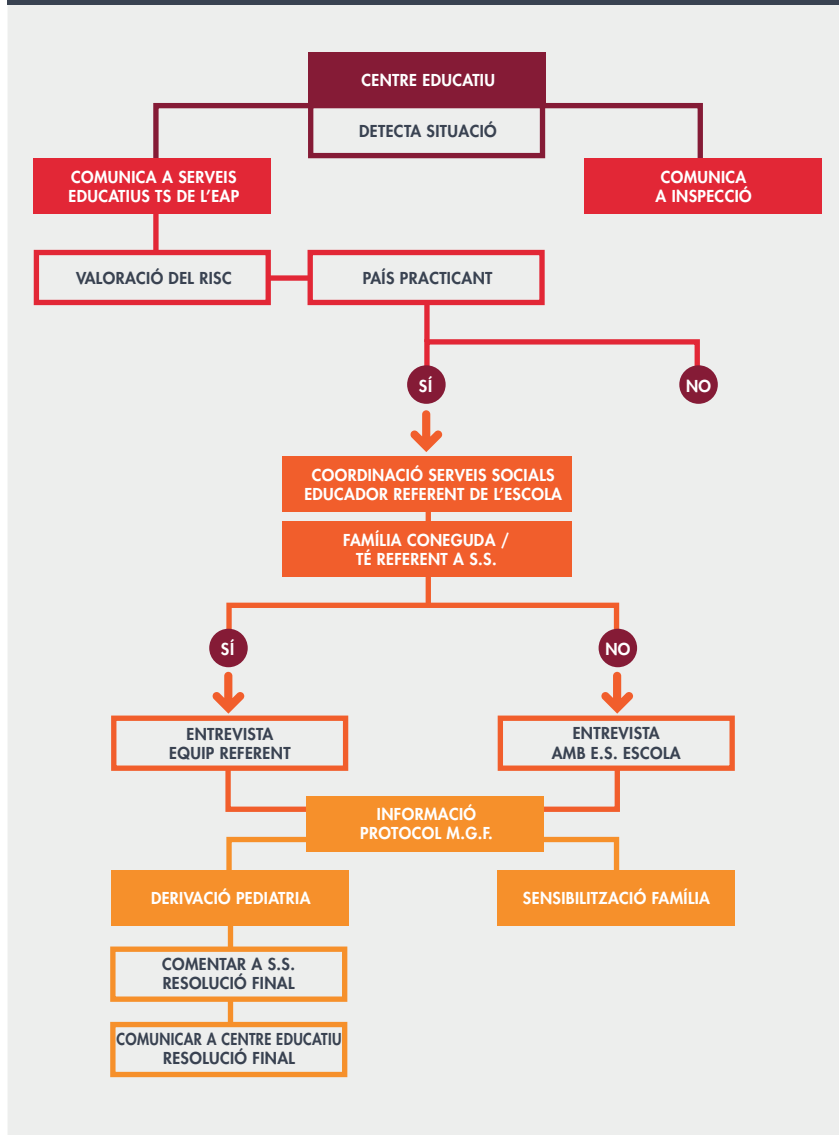 CENTRE EDUCATIU
DETECTA SITUACIÓ
COMUNICA A SERVEIS
EDUCATIUS TS DE L'EAP
COMUNICA
A INSPECCIÓ
VALORACIÓ DEL RISC
PAÍS PRACTICANT
SÍ
NO
COORDINACIÓ SERVEIS SOCIALS
EDUCADOR REFERENT DE L'ESCOLA
FAMÍLIA CONEGUDA /
TÉ REFERENT A S.S.
SÍ
NO
ENTREVISTA
EQUIP REFERENT
ENTREVISTA
AMB E.S. ESCOLA
INFORMACIÓ
PROTOCOL M.G.F.
DERIVACIÓ PEDIATRIA
SENSIBILITZACIÓ FAMÍLIA
COMENTAR A S.S.
RESOLUCIÓ FINAL
COMUNICAR A CENTRE EDUCATIU
RESOLUCIÓ FINAL